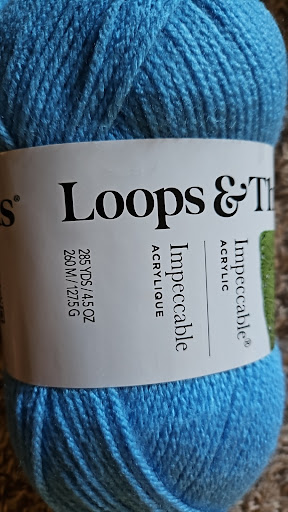 s®
Loops & Th
Impeccable®
ACRYLIC
Impeccable
ACRYLIQUE
285 YDS / 4.5 OZ
260 M / 127.5 G